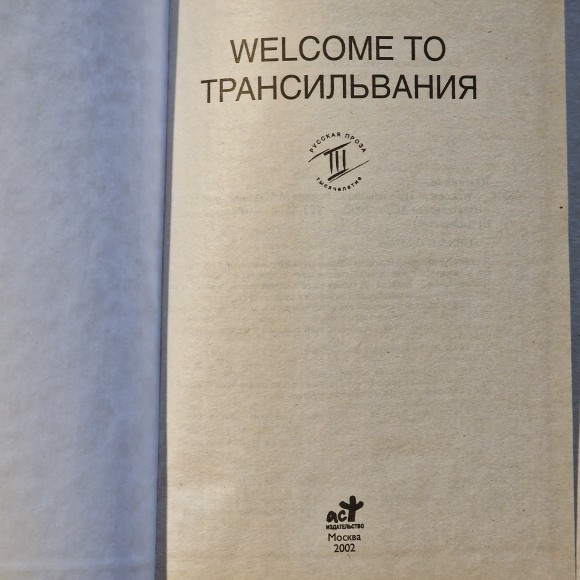 WELCOME TO
ТРАНСИЛЬВАНИЯ
РУССКАЯ ПРОЗА
III
тысячелетие
аст
ИЗДАТЕЛЬСТВО
Москва
2002